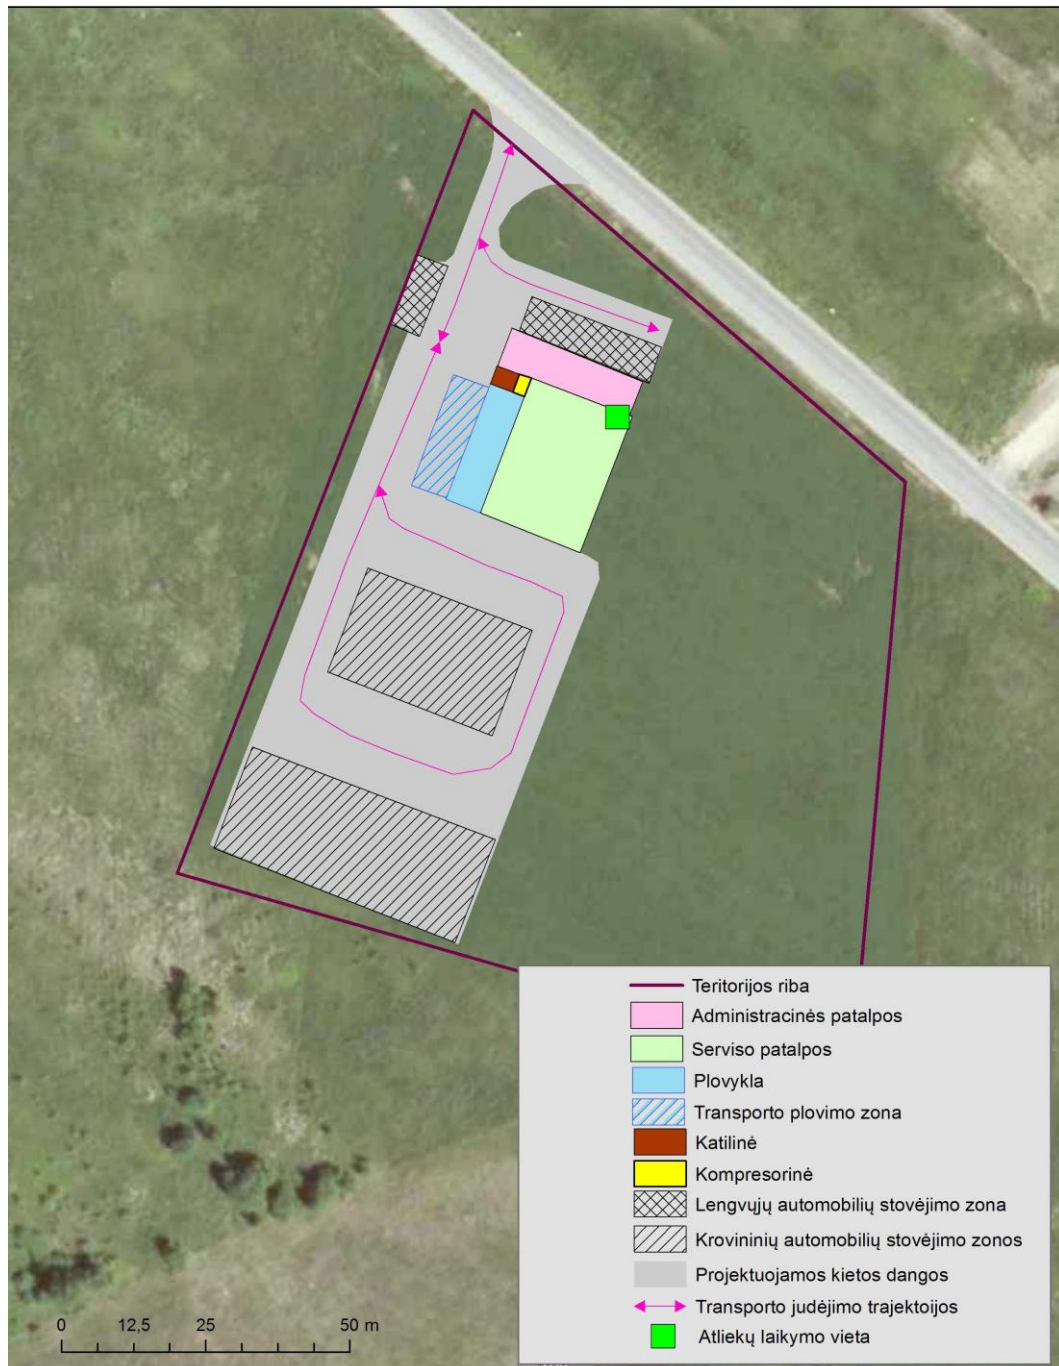 Teritorijos riba
Administracinės patalpos
Serviso patalpos
Plovykla
Transporto plovimo zona
Katilinė
Kompresorinė
Lengvųjų automobilių stovėjimo zona
Krovininių automobilių stovėjimo zonos
Projektuojamos kietos dangos
Transporto judėjimo trajektoijos
Atliekų laikymo vieta
0 12,5 25 50 m